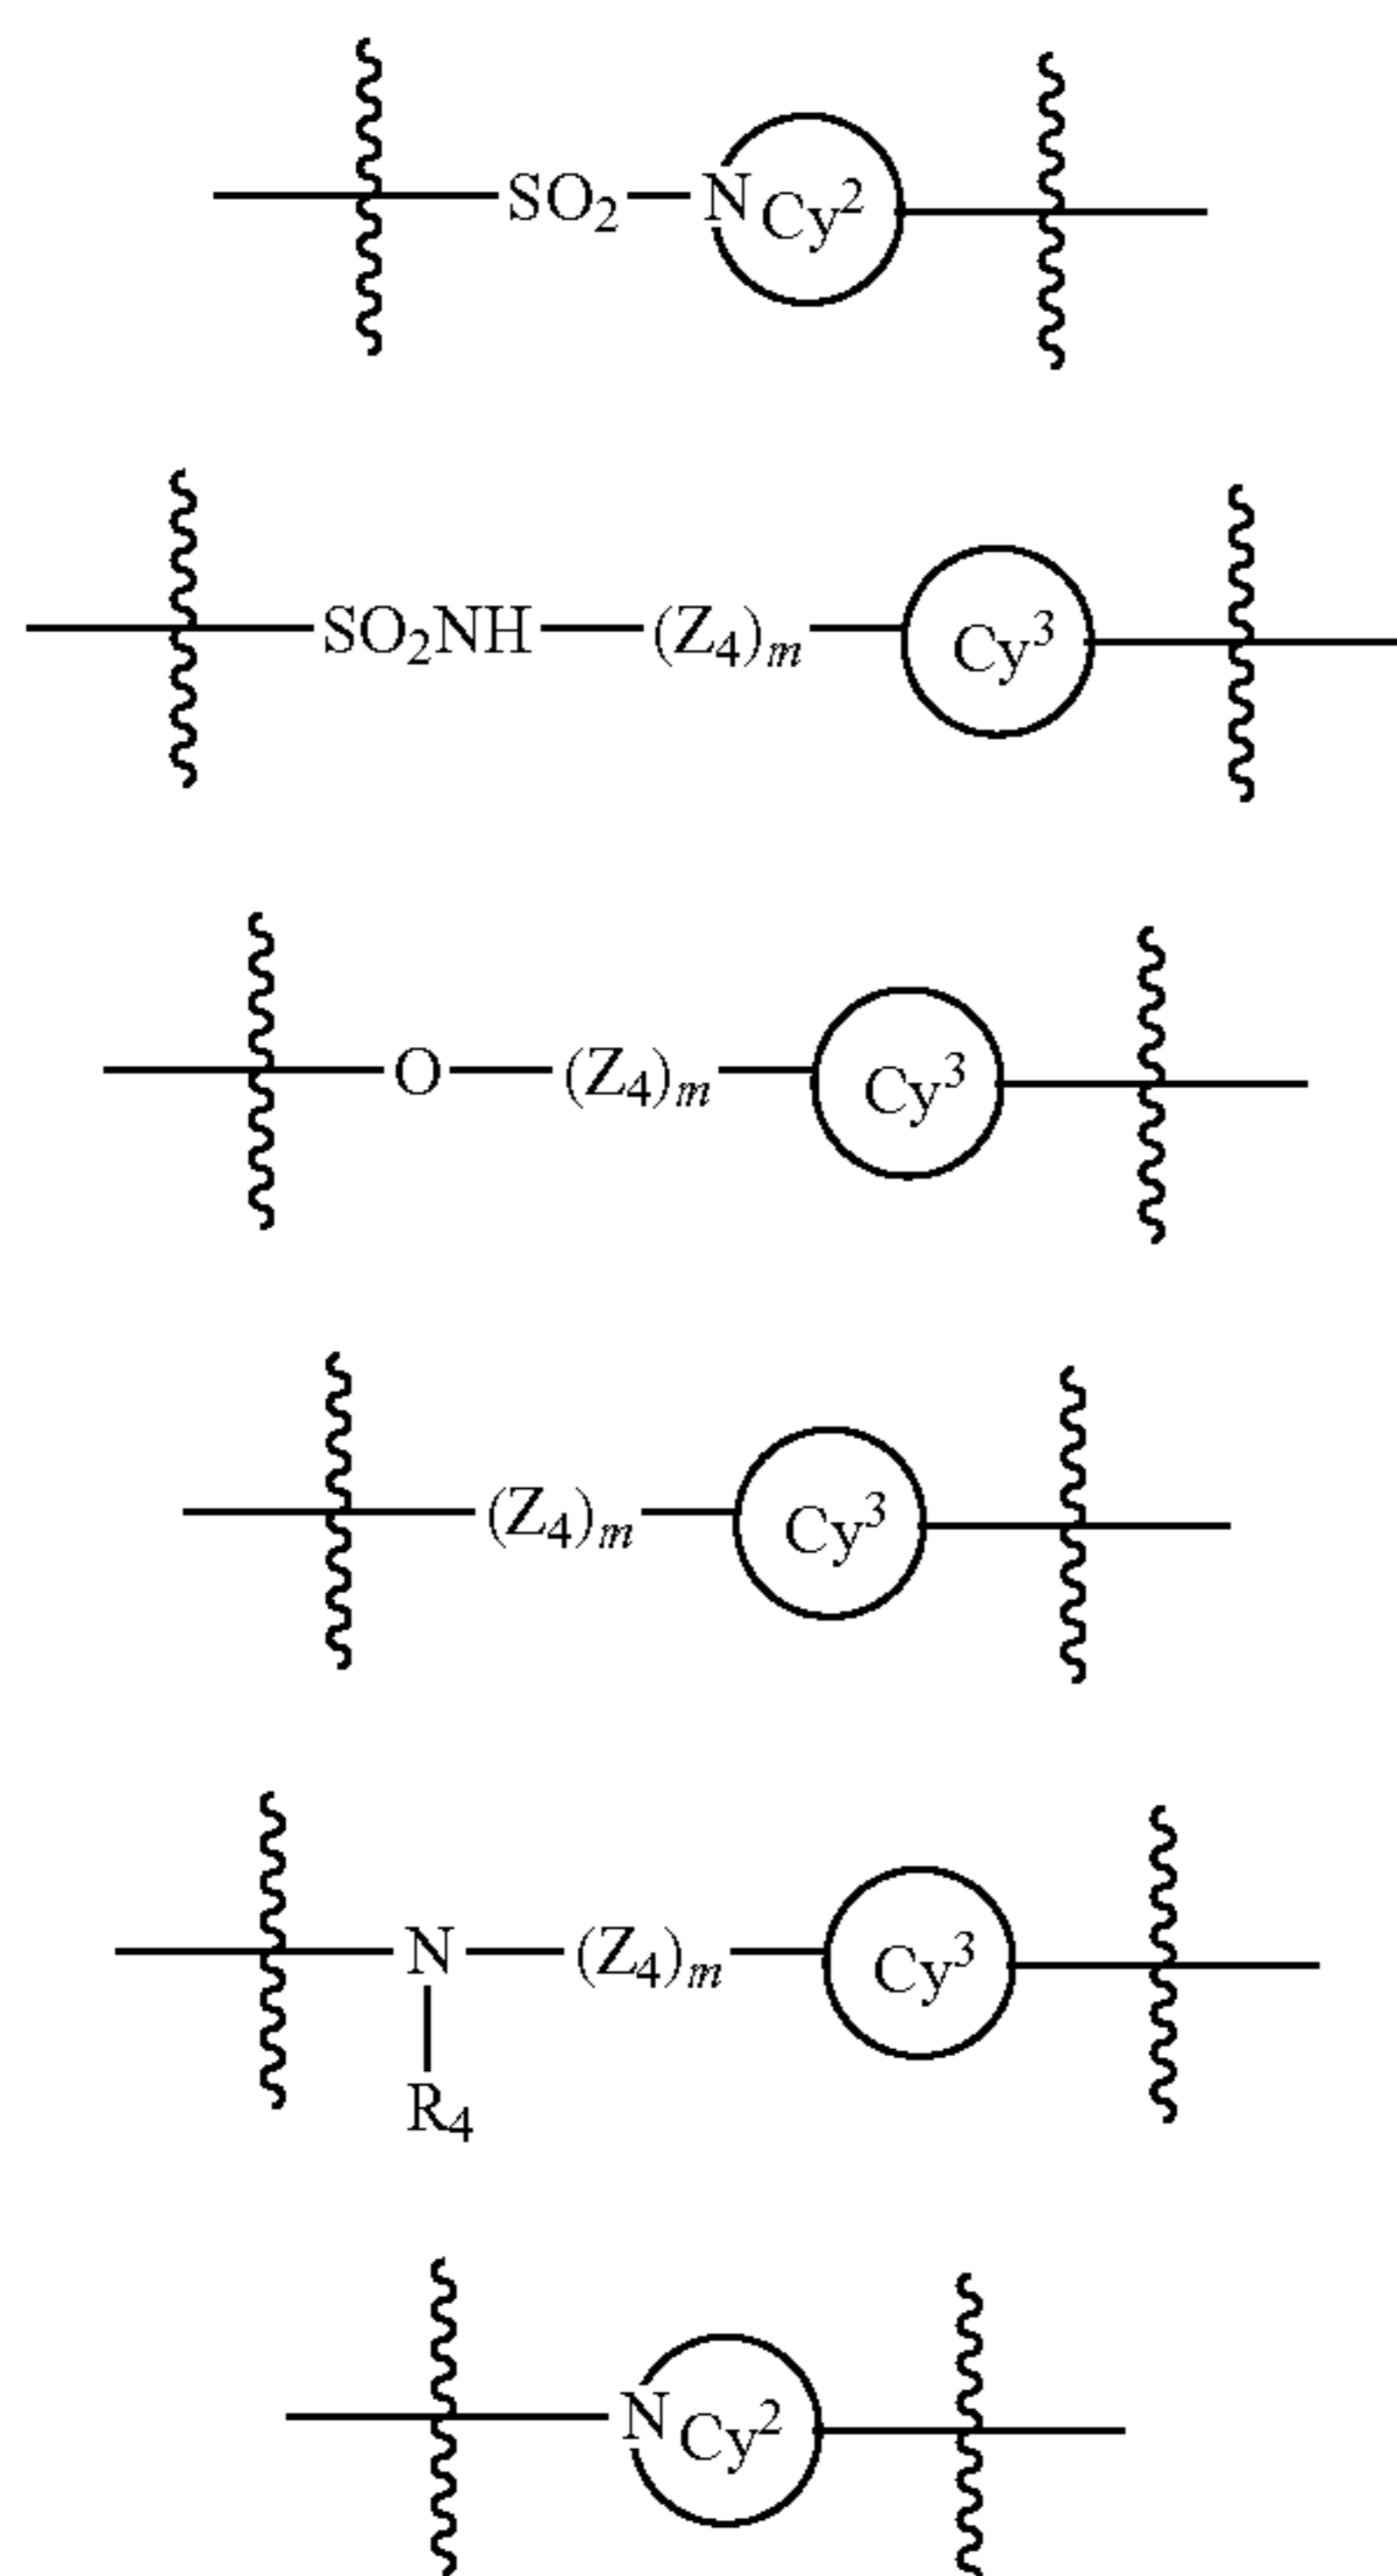 SO₂ N Cy²
SO₂NH (Z₄)ₘ Cy³
O (Z₄)ₘ Cy³
(Z₄)ₘ Cy³
N (Z₄)ₘ Cy³
R₄
N Cy²